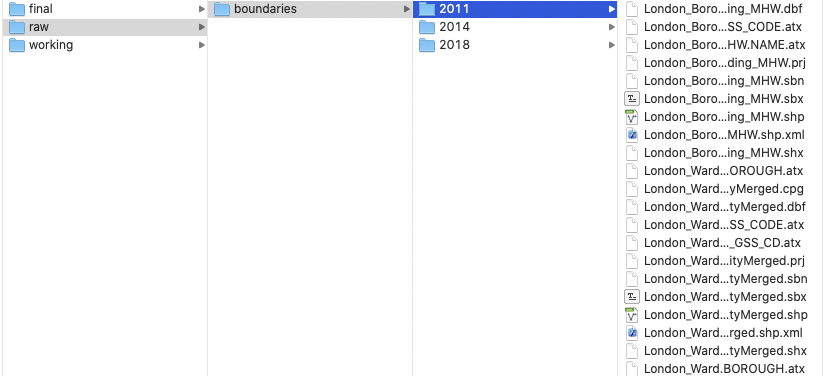 final
raw
working
boundaries
2011
2014
2018
London_Boro...ing_MHW.dbf
London_Boro...SS_CODE.atx
London_Boro...HW.NAME.atx
London_Boro...ding_MHW.prj
London_Boro...ing_MHW.sbn
London_Boro...ing_MHW.sbx
London_Boro...ing_MHW.shp
London_Boro...MHW.shp.xml
London_Boro...ing_MHW.shx
London_Ward...OROUGH.atx
London_Ward...yMerged.cpg
London_Ward...tyMerged.dbf
London_Ward...SS_CODE.atx
London_Ward..._GSS_CD.atx
London_Ward...ityMerged.prj
London_Ward...tyMerged.sbn
London_Ward...tyMerged.sbx
London_Ward...tyMerged.shp
London_Ward...rged.shp.xml
London_Ward...tyMerged.shx
London_Ward.BOROUGH.atx